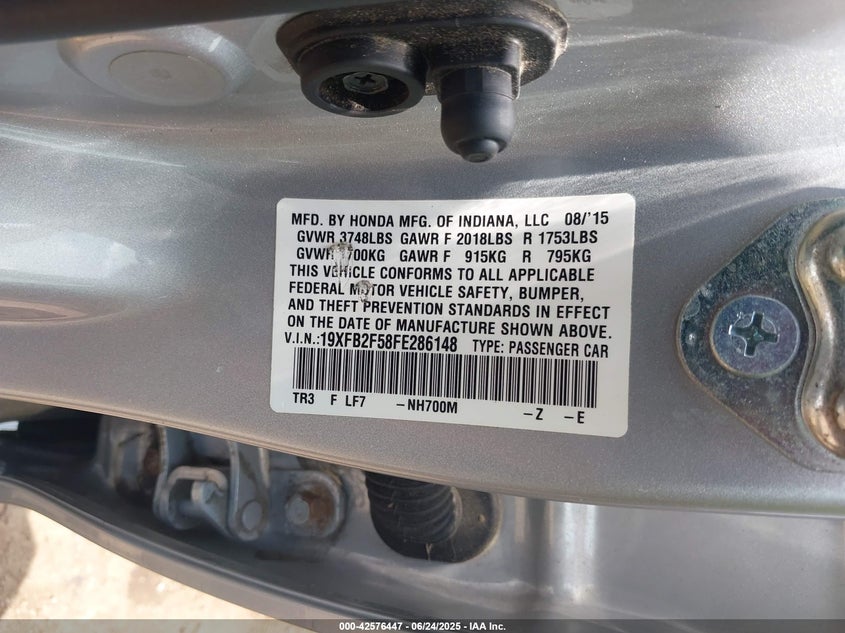 MFD. BY HONDA MFG. OF INDIANA, LLC 08/'15
GVWR 3748LBS GAWR F 2018LBS R 1753LBS
GVWR 1700KG GAWR F 915KG R 795KG
THIS VEHICLE CONFORMS TO ALL APPLICABLE
FEDERAL MOTOR VEHICLE SAFETY, BUMPER,
AND THEFT PREVENTION STANDARDS IN EFFECT
ON THE DATE OF MANUFACTURE SHOWN ABOVE.
V.I.N.:19XFB2F58FE286148 TYPE: PASSENGER CAR
TR3 F LF7 -NH700M -Z -E
000-42576447 - 06/24/2025 - IAA Inc.